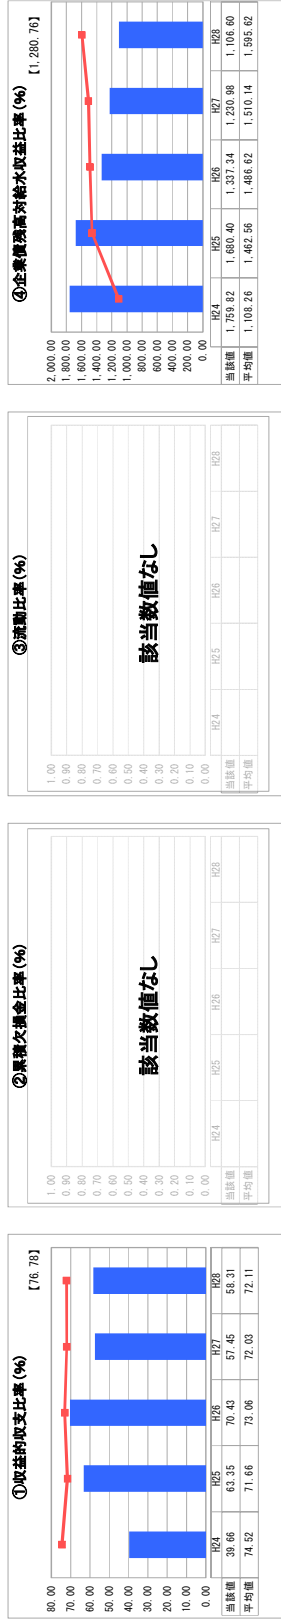 ①収益的収支比率(%)
【76.78】
80.00
70.00
60.00
50.00
40.00
30.00
20.00
10.00
0.00
H24 H25 H26 H27 H28
当該値 39.66 63.35 70.43 57.45 58.31
平均値 74.52 71.66 73.06 72.03 72.11
②累積欠損金比率(%)
1.00
0.90
0.80
0.70
0.60
0.50
0.40
0.30
0.20
0.10
0.00
該当数値なし
H24 H25 H26 H27 H28
当該値
平均値
③流動比率(%)
1.00
0.90
0.80
0.70
0.60
0.50
0.40
0.30
0.20
0.10
0.00
該当数値なし
H24 H25 H26 H27 H28
当該値
平均値
④企業債残高対給水収益比率(%)
【1,280.76】
2,000.00
1,800.00
1,600.00
1,400.00
1,200.00
1,000.00
800.00
600.00
400.00
200.00
0.00
H24 H25 H26 H27 H28
当該値 1,759.82 1,680.40 1,337.34 1,230.98 1,106.60
平均値 1,108.26 1,462.56 1,486.62 1,510.14 1,595.62